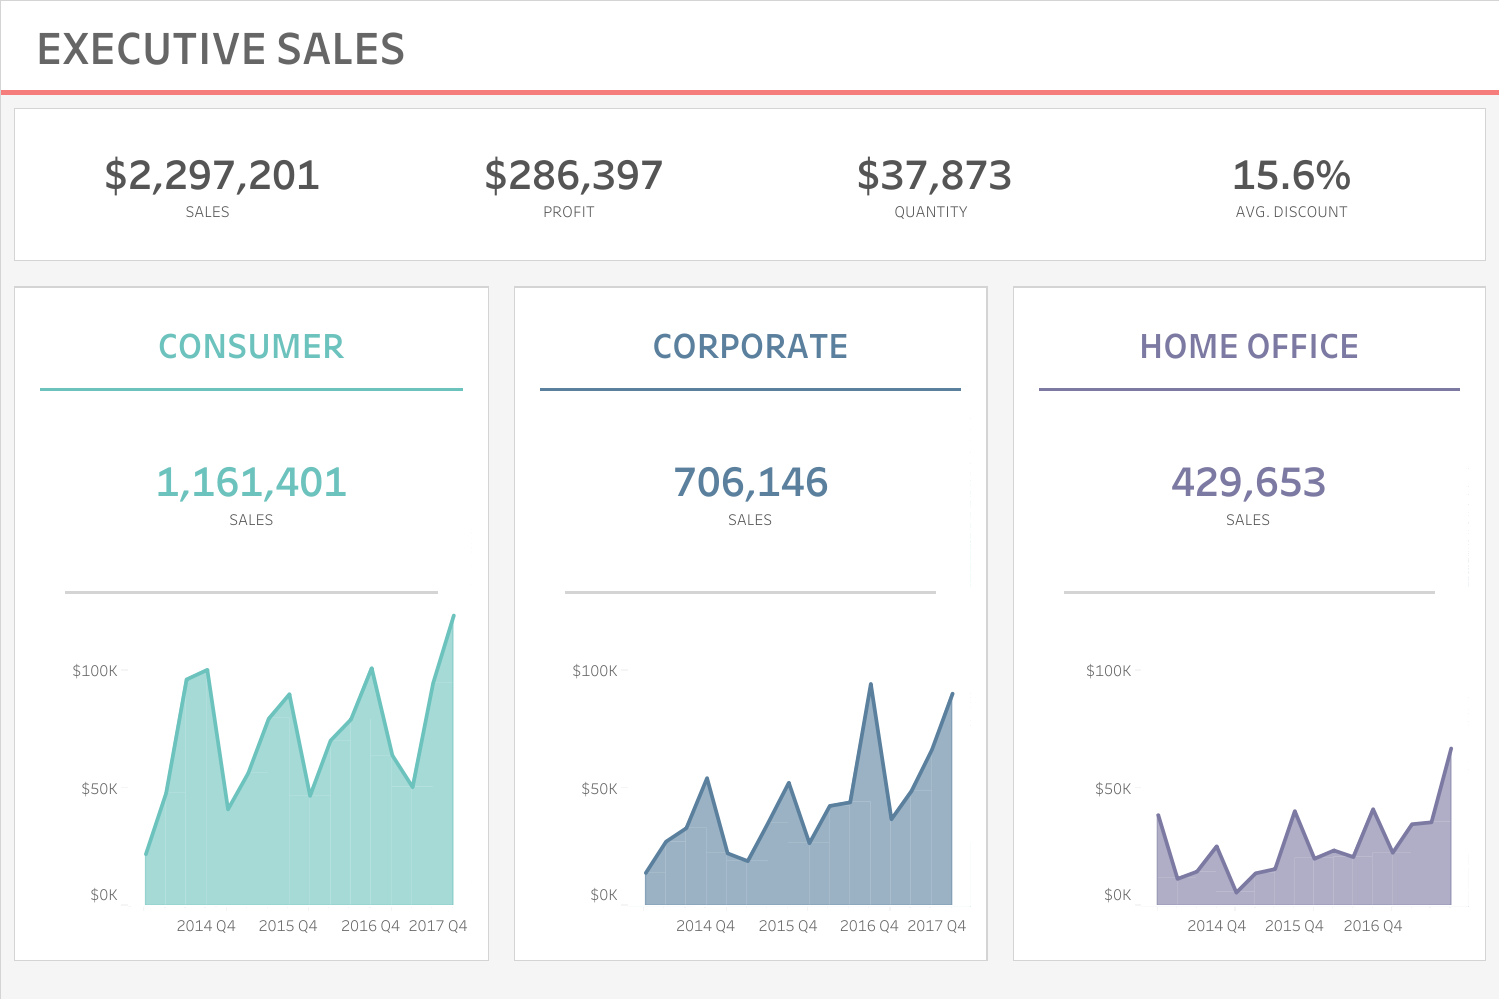 EXECUTIVE SALES
$2,297,201
SALES
$286,397
PROFIT
$37,873
QUANTITY
15.6%
AVG. DISCOUNT
CONSUMER
1,161,401
SALES
$100K
$50K
$0K
2014 Q4 2015 Q4 2016 Q4 2017 Q4
CORPORATE
706,146
SALES
$100K
$50K
$0K
2014 Q4 2015 Q4 2016 Q4 2017 Q4
HOME OFFICE
429,653
SALES
$100K
$50K
$0K
2014 Q4 2015 Q4 2016 Q4